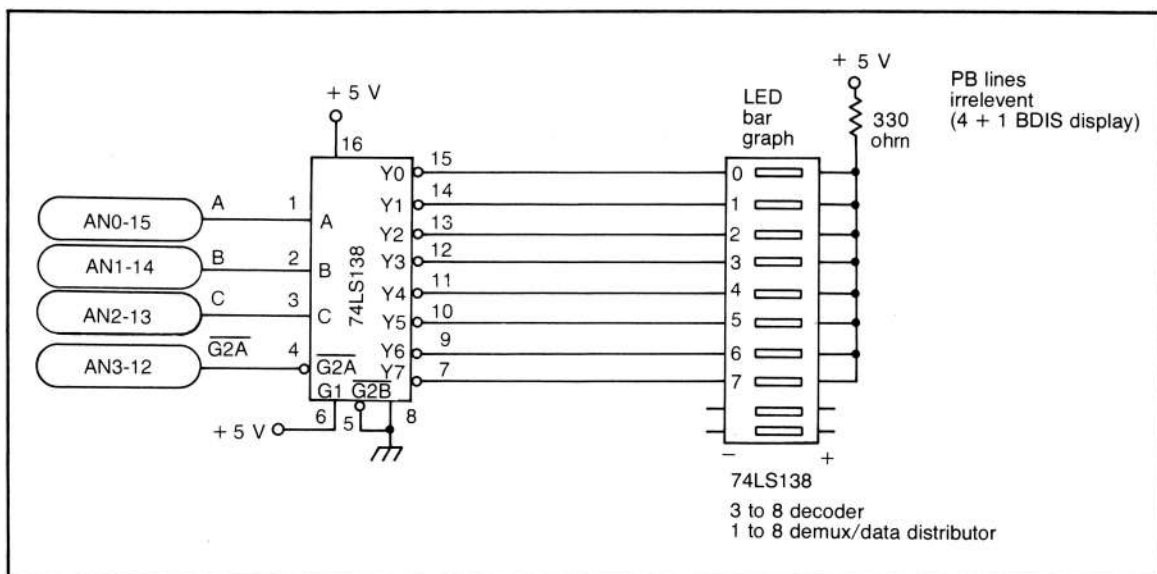 + 5 V
PB lines
irrelevent
(4 + 1 BDIS display)
+ 5 V
LED
bar
graph
330
ohrn
16
AN0-15
A
1
A
AN1-14
B
2
B
AN2-13
C
3
C
AN3-12
G2A
4
G2A
G1
G2B
6
5
8
+ 5 V
74LS138
Y0
15
0
Y1
14
1
Y2
13
2
Y3
12
3
Y4
11
4
Y5
10
5
Y6
9
6
Y7
7
7
−
+
74LS138
3 to 8 decoder
1 to 8 demux/data distributor